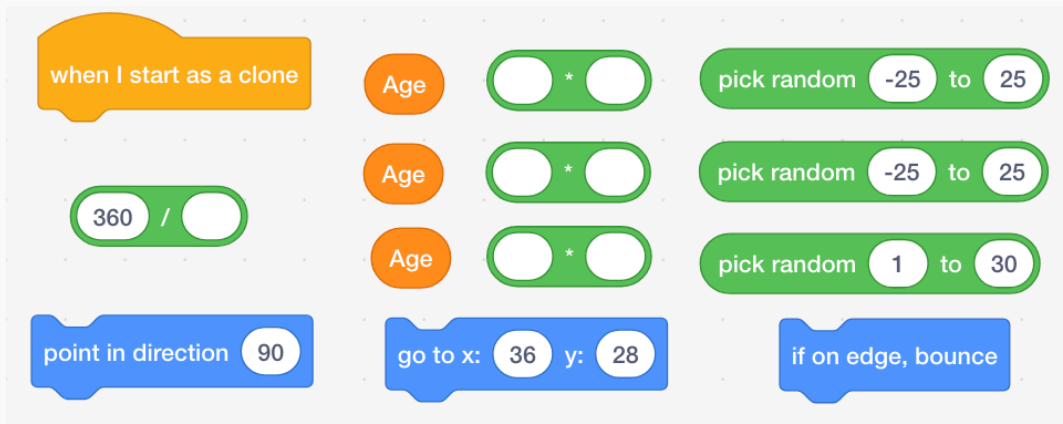 when I start as a clone
Age * pick random -25 to 25
Age * pick random -25 to 25
360 /
Age * pick random 1 to 30
point in direction 90
go to x: 36 y: 28
if on edge, bounce